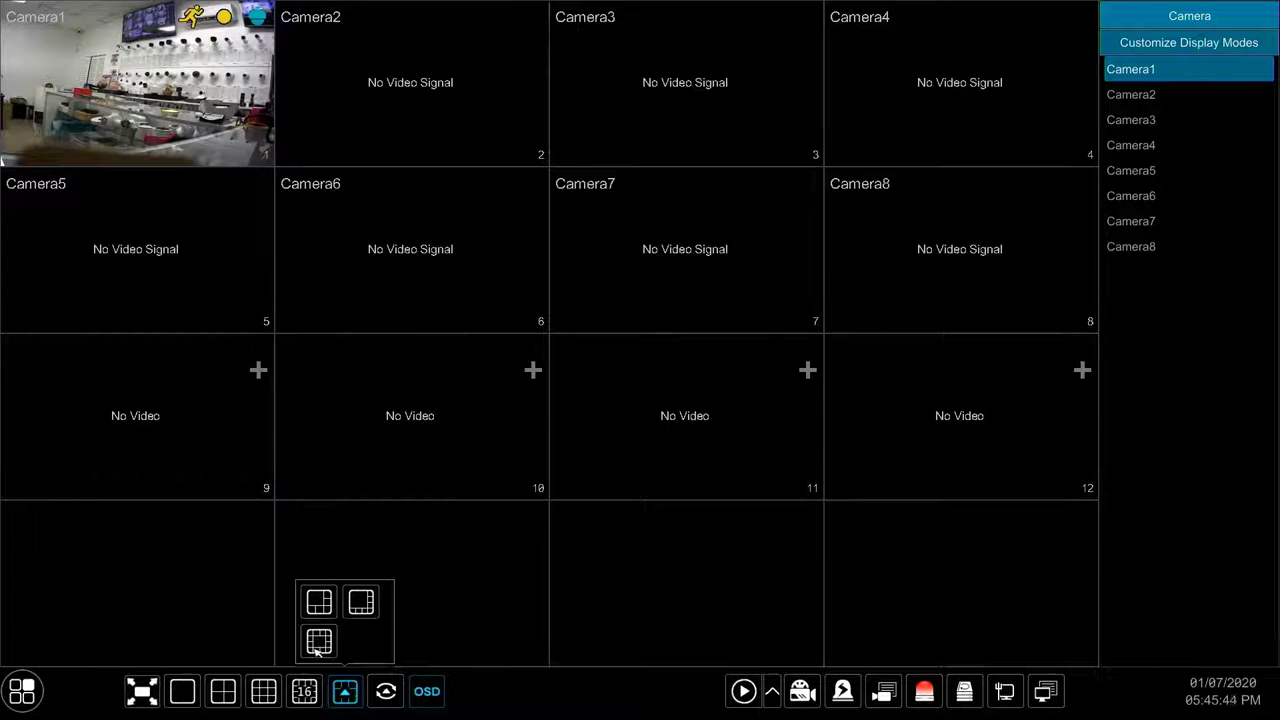 Camera1
Camera2
Camera3
Camera4
No Video Signal
No Video Signal
No Video Signal
1
2
3
4
Camera5
Camera6
Camera7
Camera8
No Video Signal
No Video Signal
No Video Signal
No Video Signal
5
6
7
8
No Video
No Video
No Video
No Video
9
10
11
12
16
OSD
Camera
Customize Display Modes
Camera1
Camera2
Camera3
Camera4
Camera5
Camera6
Camera7
Camera8
01/07/2020
05:45:44 PM